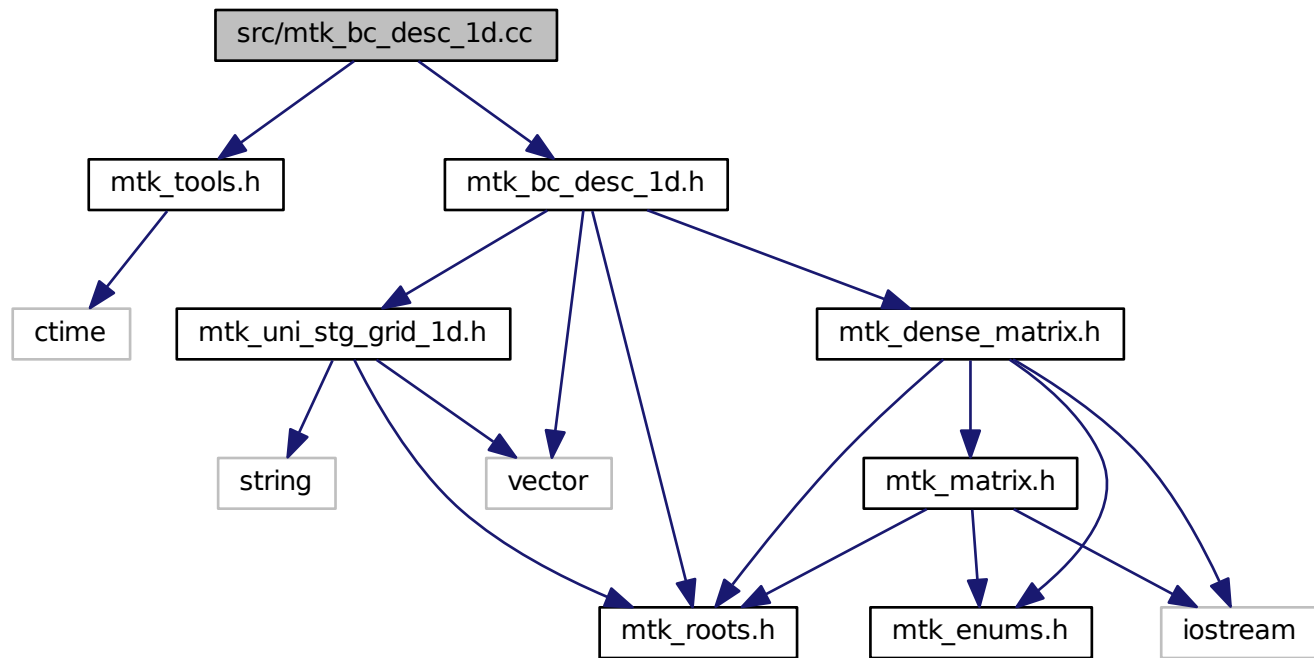 src/mtk_bc_desc_1d.cc
mtk_tools.h
mtk_bc_desc_1d.h
ctime
mtk_uni_stg_grid_1d.h
mtk_dense_matrix.h
string
vector
mtk_matrix.h
mtk_roots.h
mtk_enums.h
iostream